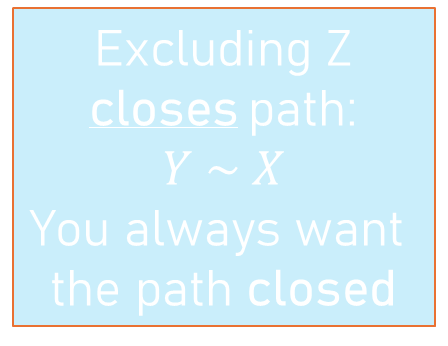 Excluding Z
closes path:
Y ~ X
You always want
the path closed